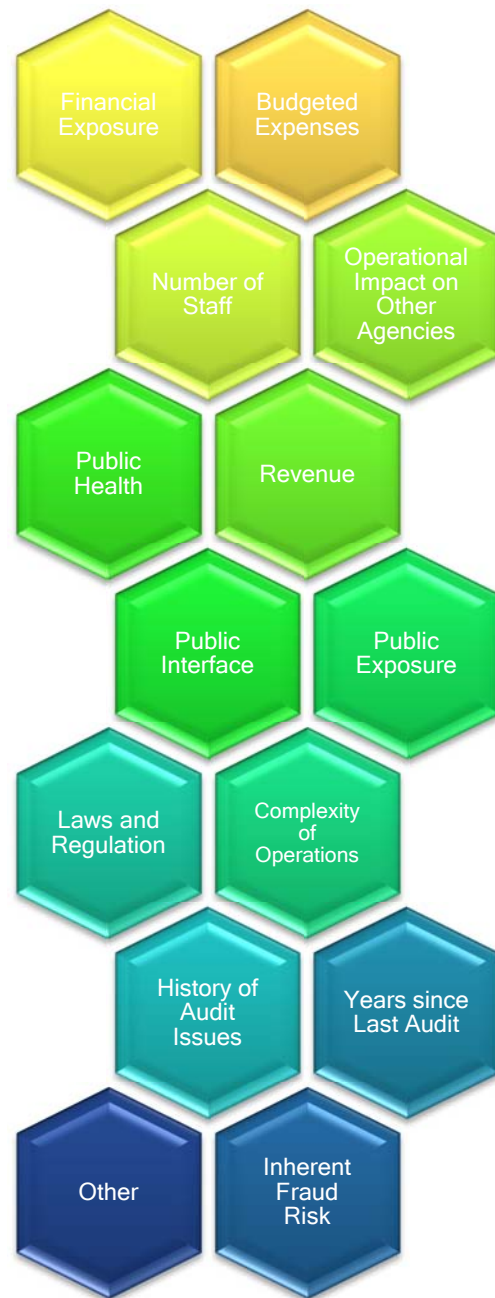 Financial
Exposure
Budgeted
Expenses
Number of
Staff
Operational
Impact on
Other
Agencies
Public
Health
Revenue
Public
Interface
Public
Exposure
Laws and
Regulation
Complexity
of
Operations
History of
Audit
Issues
Years since
Last Audit
Other
Inherent
Fraud
Risk